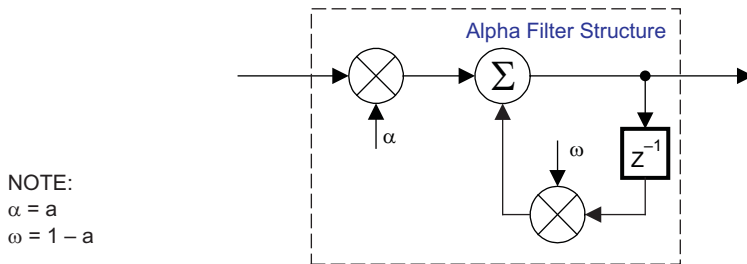 Alpha Filter Structure
Σ
α
ω
Z⁻¹
NOTE:
α = a
ω = 1 – a